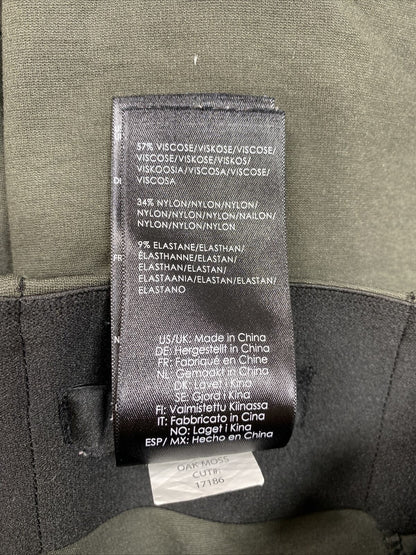 57% VISCOSE/VISKOSE/VISCOSE/
VISCOSE/VISKOSE/VISKOS/
VISKOOSIA/VISCOSA/VISCOSE/
VISCOSA
34% NYLON/NYLON/NYLON/
NYLON/NYLON/NYLON/NAILON/
NYLON/NYLON/NYLON
FR
9% ELASTANE/ELASTHAN/
ÉLASTHANNE/ELASTAN/
ELASTHAN/ELASTAN/
ELASTAANIA/ELASTAN/ELASTAN/
ELASTANO
US/UK: Made in China
DE: Hergestellt in China
FR: Fabriqué en Chine
NL: Gemaakt in China
DK: Lavet i Kina
SE: Gjord i Kina
FI: Valmistettu Kiinassa
IT: Fabbricato in Cina
NO: Laget i Kina
ESP/ MX: Hecho en China
OAK MOSS
CUT#:
17186